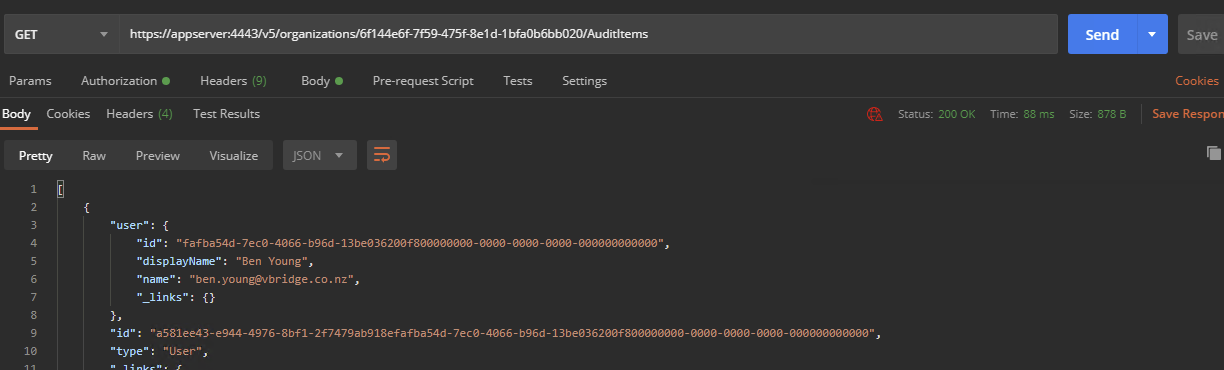 GET https://appserver:4443/v5/organizations/6f144e6f-7f59-475f-8e1d-1bfa0b6bb020/AuditItems Send Save
Params Authorization Headers (9) Body Pre-request Script Tests Settings Cookies
Body Cookies Headers (4) Test Results Status: 200 OK Time: 88 ms Size: 878 B Save Respon
Pretty Raw Preview Visualize JSON
1 [
2 {
3 "user": {
4 "id": "fafba54d-7ec0-4066-b96d-13be036200f800000000-0000-0000-0000-000000000000",
5 "displayName": "Ben Young",
6 "name": "ben.young@vbridge.co.nz",
7 "_links": {}
8 },
9 "id": "a581ee43-e944-4976-8bf1-2f7479ab918efafba54d-7ec0-4066-b96d-13be036200f800000000-0000-0000-0000-000000000000",
10 "type": "User",
11 "_links": {